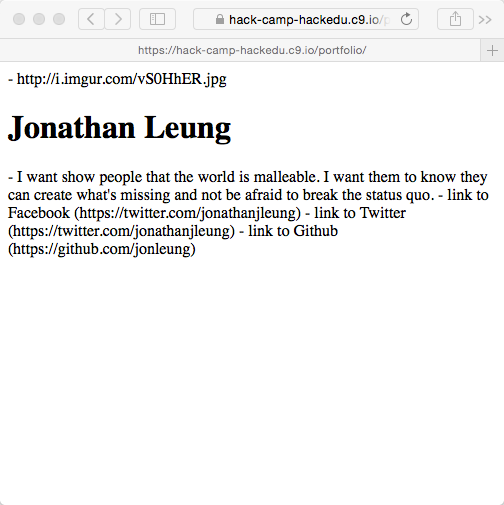 hack-camp-hackedu.c9.io/p
https://hack-camp-hackedu.c9.io/portfolio/
- http://i.imgur.com/vS0HhER.jpg
Jonathan Leung
- I want show people that the world is malleable. I want them to know they
can create what's missing and not be afraid to break the status quo. - link to
Facebook (https://twitter.com/jonathanjleung) - link to Twitter
(https://twitter.com/jonathanjleung) - link to Github
(https://github.com/jonleung)